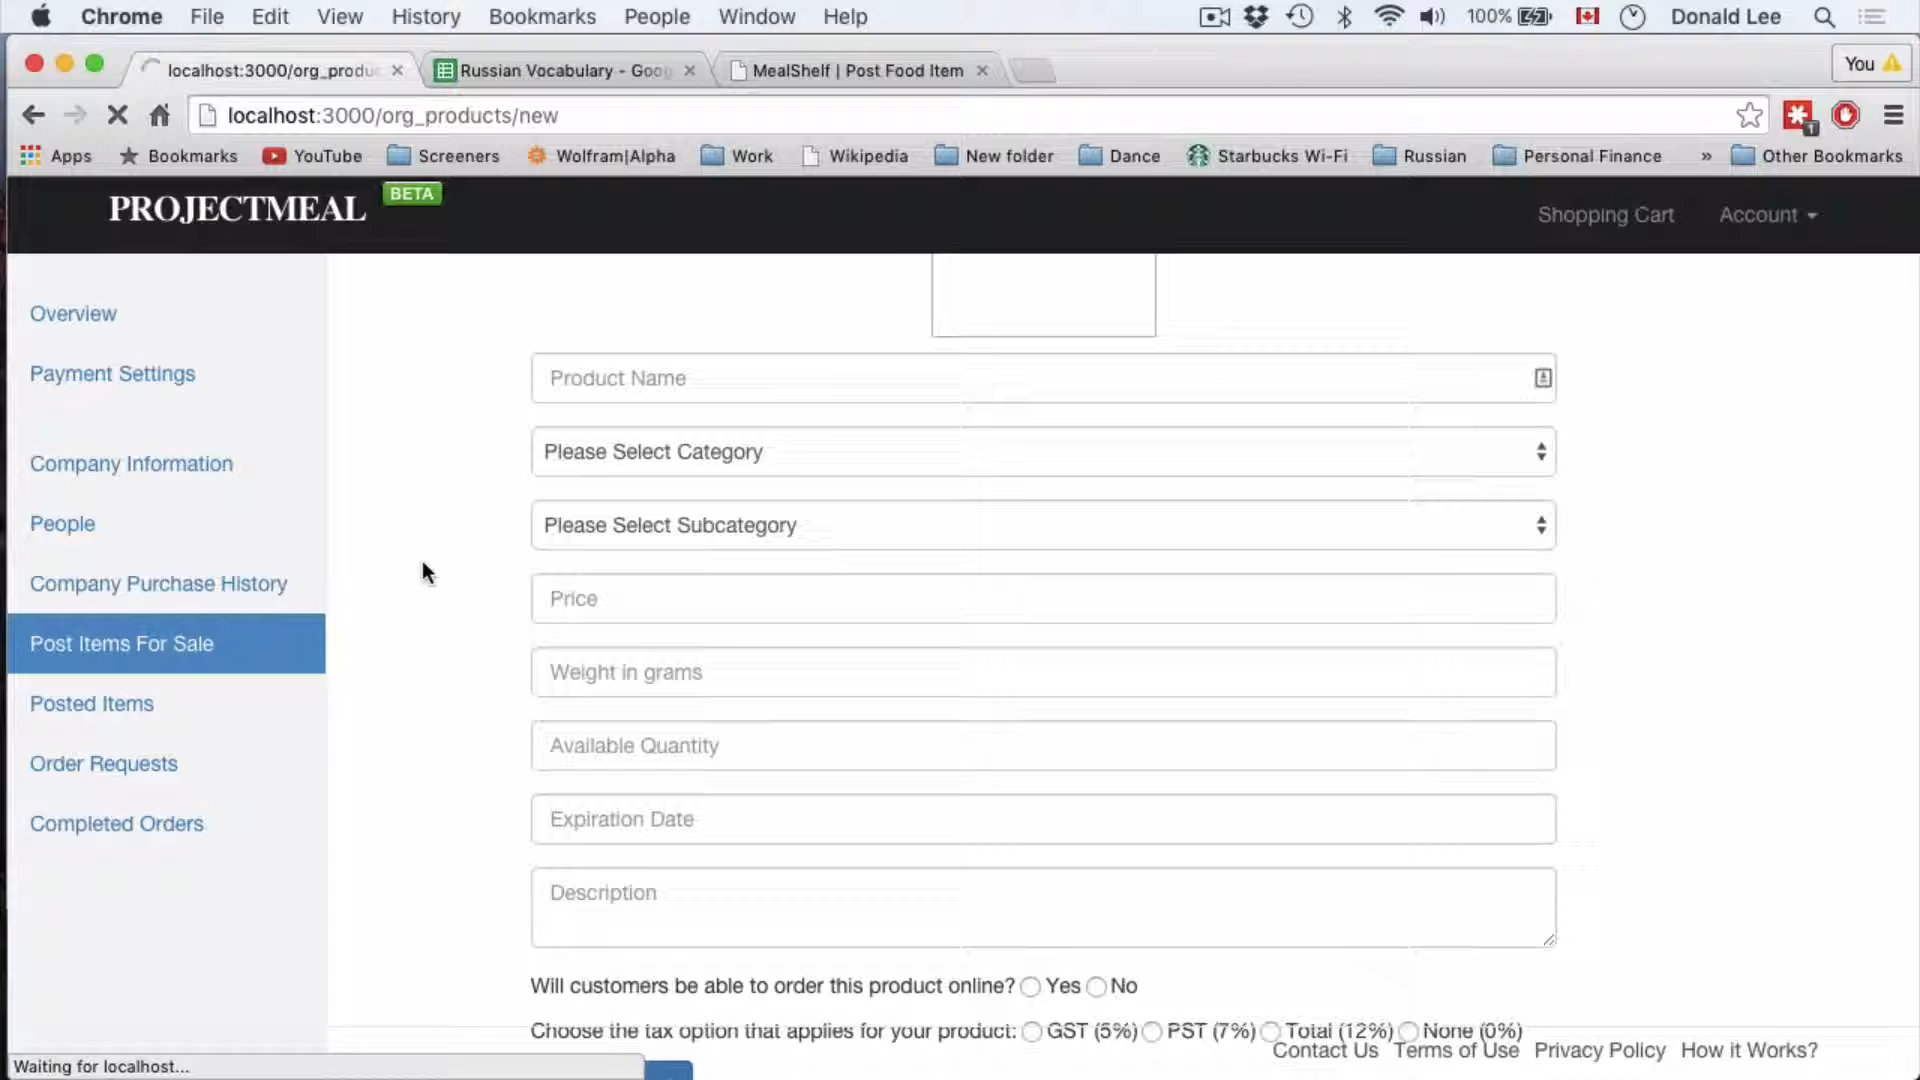 Chrome File Edit View History Bookmarks People Window Help 100% Donald Lee
localhost:3000/org_produ Russian Vocabulary - Goog MealShelf | Post Food Item You
localhost:3000/org_products/new 1
Apps Bookmarks YouTube Screeners Wolfram|Alpha Work Wikipedia New folder Dance Starbucks Wi-Fi Russian Personal Finance » Other Bookmarks
PROJECTMEAL BETA Shopping Cart Account
Overview
Payment Settings
Company Information
People
Company Purchase History
Post Items For Sale
Posted Items
Order Requests
Completed Orders
Product Name
Please Select Category
Please Select Subcategory
Price
Weight in grams
Available Quantity
Expiration Date
Description
Will customers be able to order this product online? Yes No
Choose the tax option that applies for your product: GST (5%) PST (7%) Total (12%) None (0%)
Contact Us Terms of Use Privacy Policy How it Works?
Waiting for localhost...